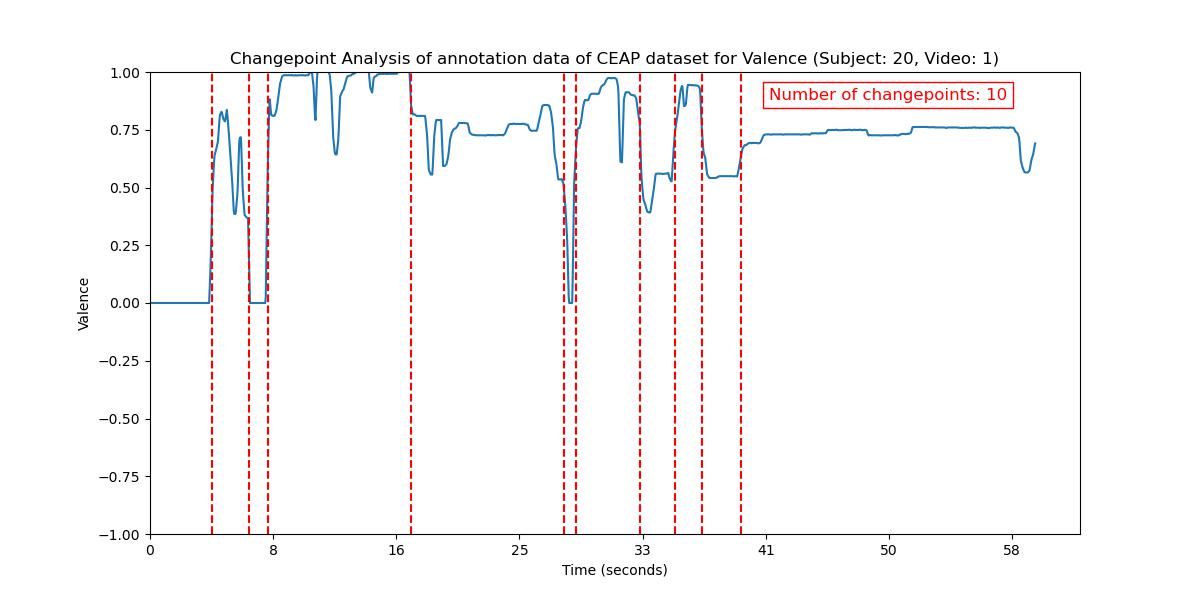 Changepoint Analysis of annotation data of CEAP dataset for Valence (Subject: 20, Video: 1)
Number of changepoints: 10
Valence
1.00
0.75
0.50
0.25
0.00
−0.25
−0.50
−0.75
−1.00
0 8 16 25 33 41 50 58
Time (seconds)